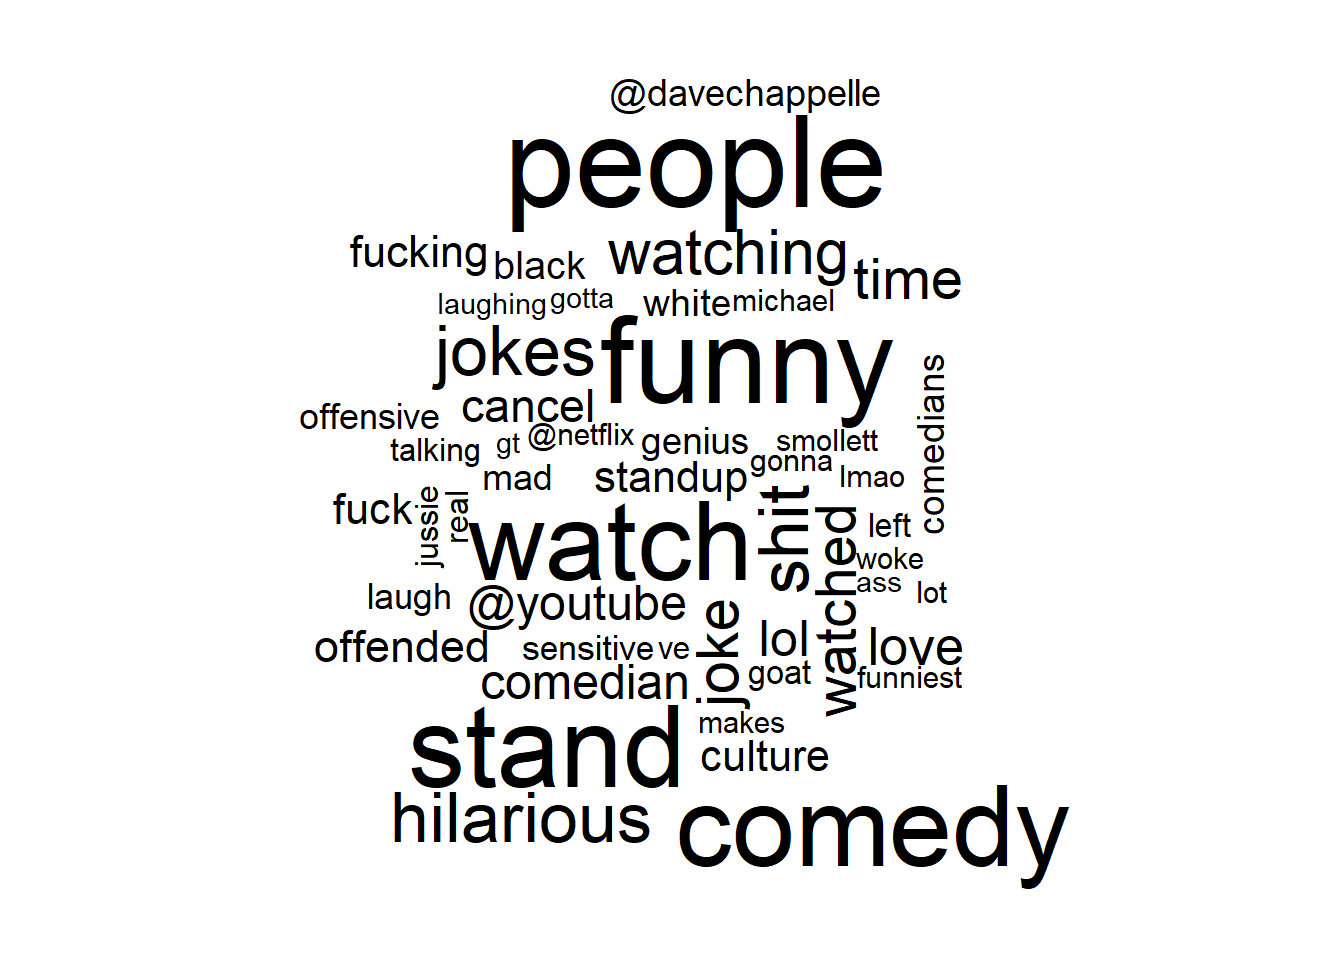 @davechappelle
people
fucking black watching time
laughing gotta white michael
jokes funny
offensive cancel comedians
talking gt @netflix genius smollett
mad standup gonna lmao
fuck jussie real watch shit watched left
woke
laugh @youtube ass lot
offended sensitive ve joke lol love
comedian goat funniest
stand makes
culture
hilarious comedy